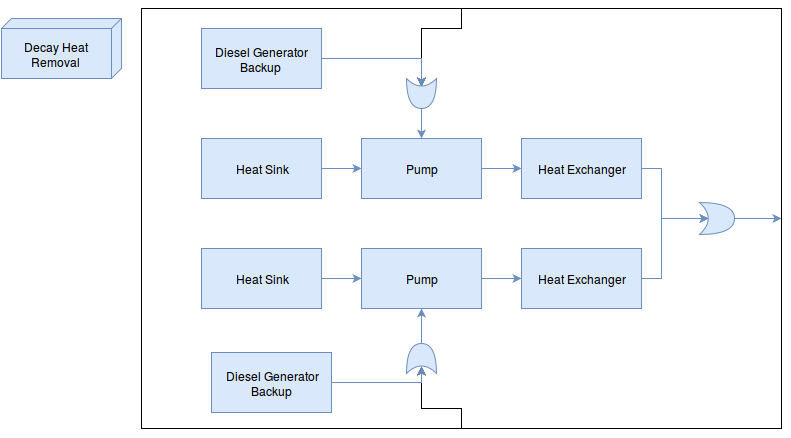 Decay Heat
Removal
Diesel Generator
Backup
Heat Sink
Pump
Heat Exchanger
Heat Sink
Pump
Heat Exchanger
Diesel Generator
Backup